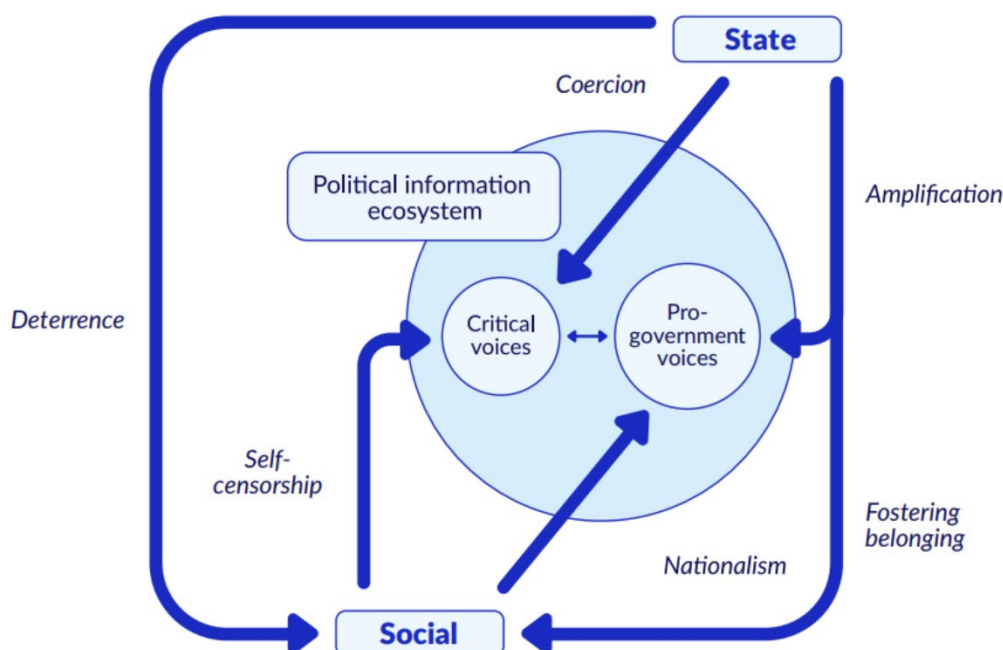 State
Coercion
Political information
ecosystem
Amplification
Critical
voices
Pro-
government
voices
Deterrence
Self-
censorship
Fostering
belonging
Nationalism
Social